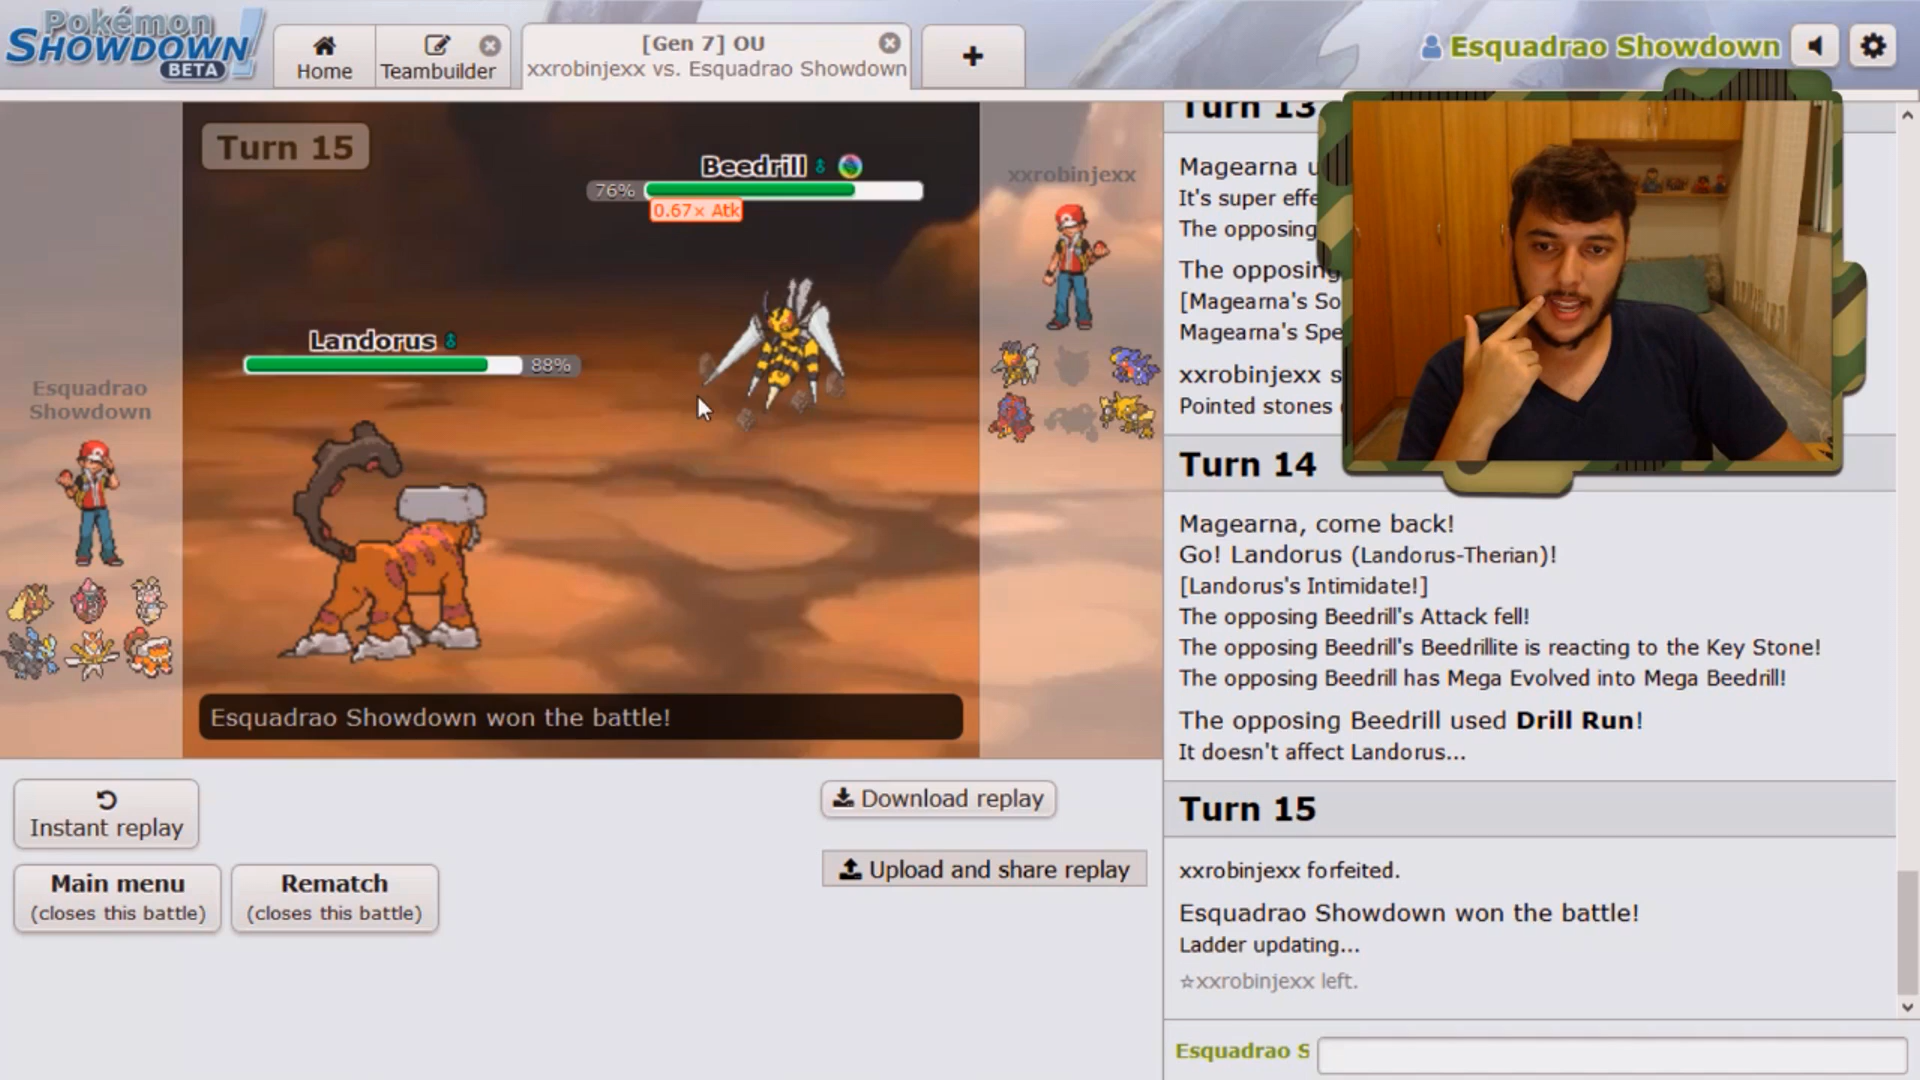 Pokémon
SHOWDOWN!
BETA
Home
Teambuilder
[Gen 7] OU
xxrobinjexx vs. Esquadrao Showdown
+
Esquadrao Showdown
Turn 15
Beedrill
76%
0.67× Atk
Landorus
88%
Esquadrao
Showdown
xxrobinjexx
Esquadrao Showdown won the battle!
Instant replay
Main menu
(closes this battle)
Rematch
(closes this battle)
Download replay
Upload and share replay
Turn 13
Magearna u
It's super effe
The opposing
The opposing
[Magearna's So
Magearna's Spe
xxrobinjexx s
Pointed stones
Turn 14
Magearna, come back!
Go! Landorus (Landorus-Therian)!
[Landorus's Intimidate!]
The opposing Beedrill's Attack fell!
The opposing Beedrill's Beedrillite is reacting to the Key Stone!
The opposing Beedrill has Mega Evolved into Mega Beedrill!
The opposing Beedrill used Drill Run!
It doesn't affect Landorus...
Turn 15
xxrobinjexx forfeited.
Esquadrao Showdown won the battle!
Ladder updating...
☆xxrobinjexx left.
Esquadrao S